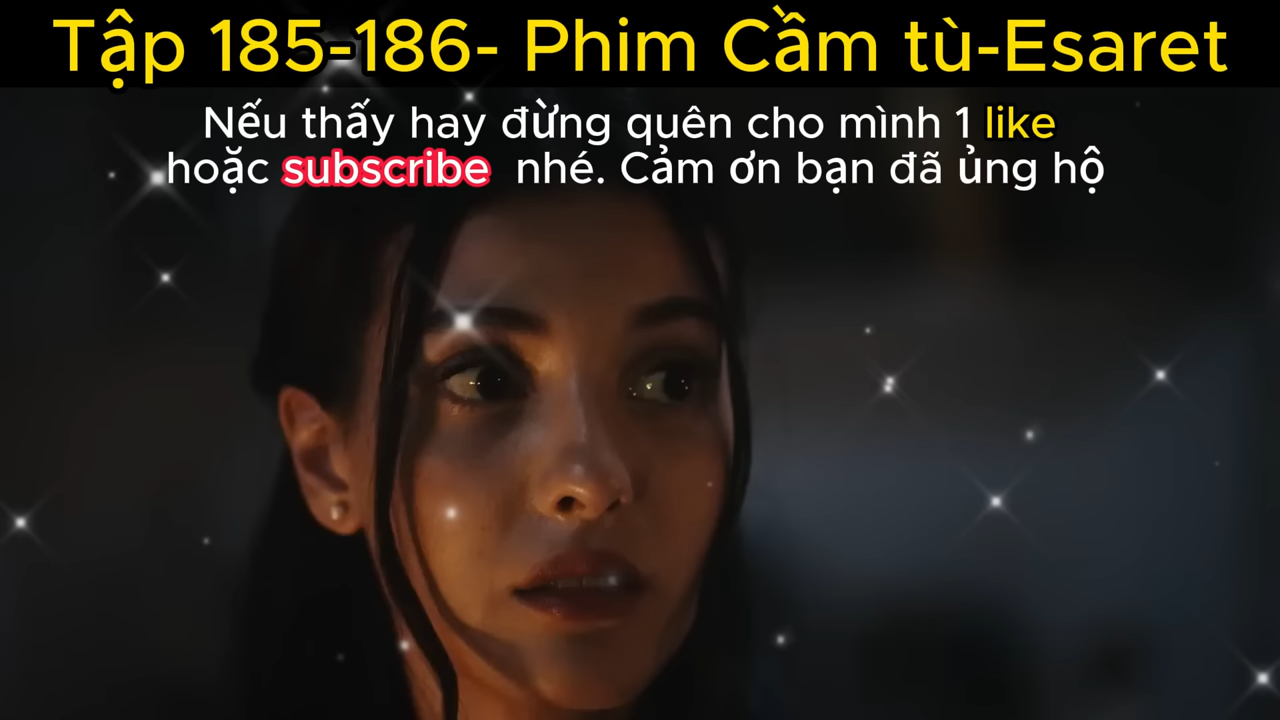 Tập 185-186- Phim Cầm tù-Esaret
Nếu thấy hay đừng quên cho mình 1 like
hoặc subscribe nhé. Cảm ơn bạn đã ủng hộ